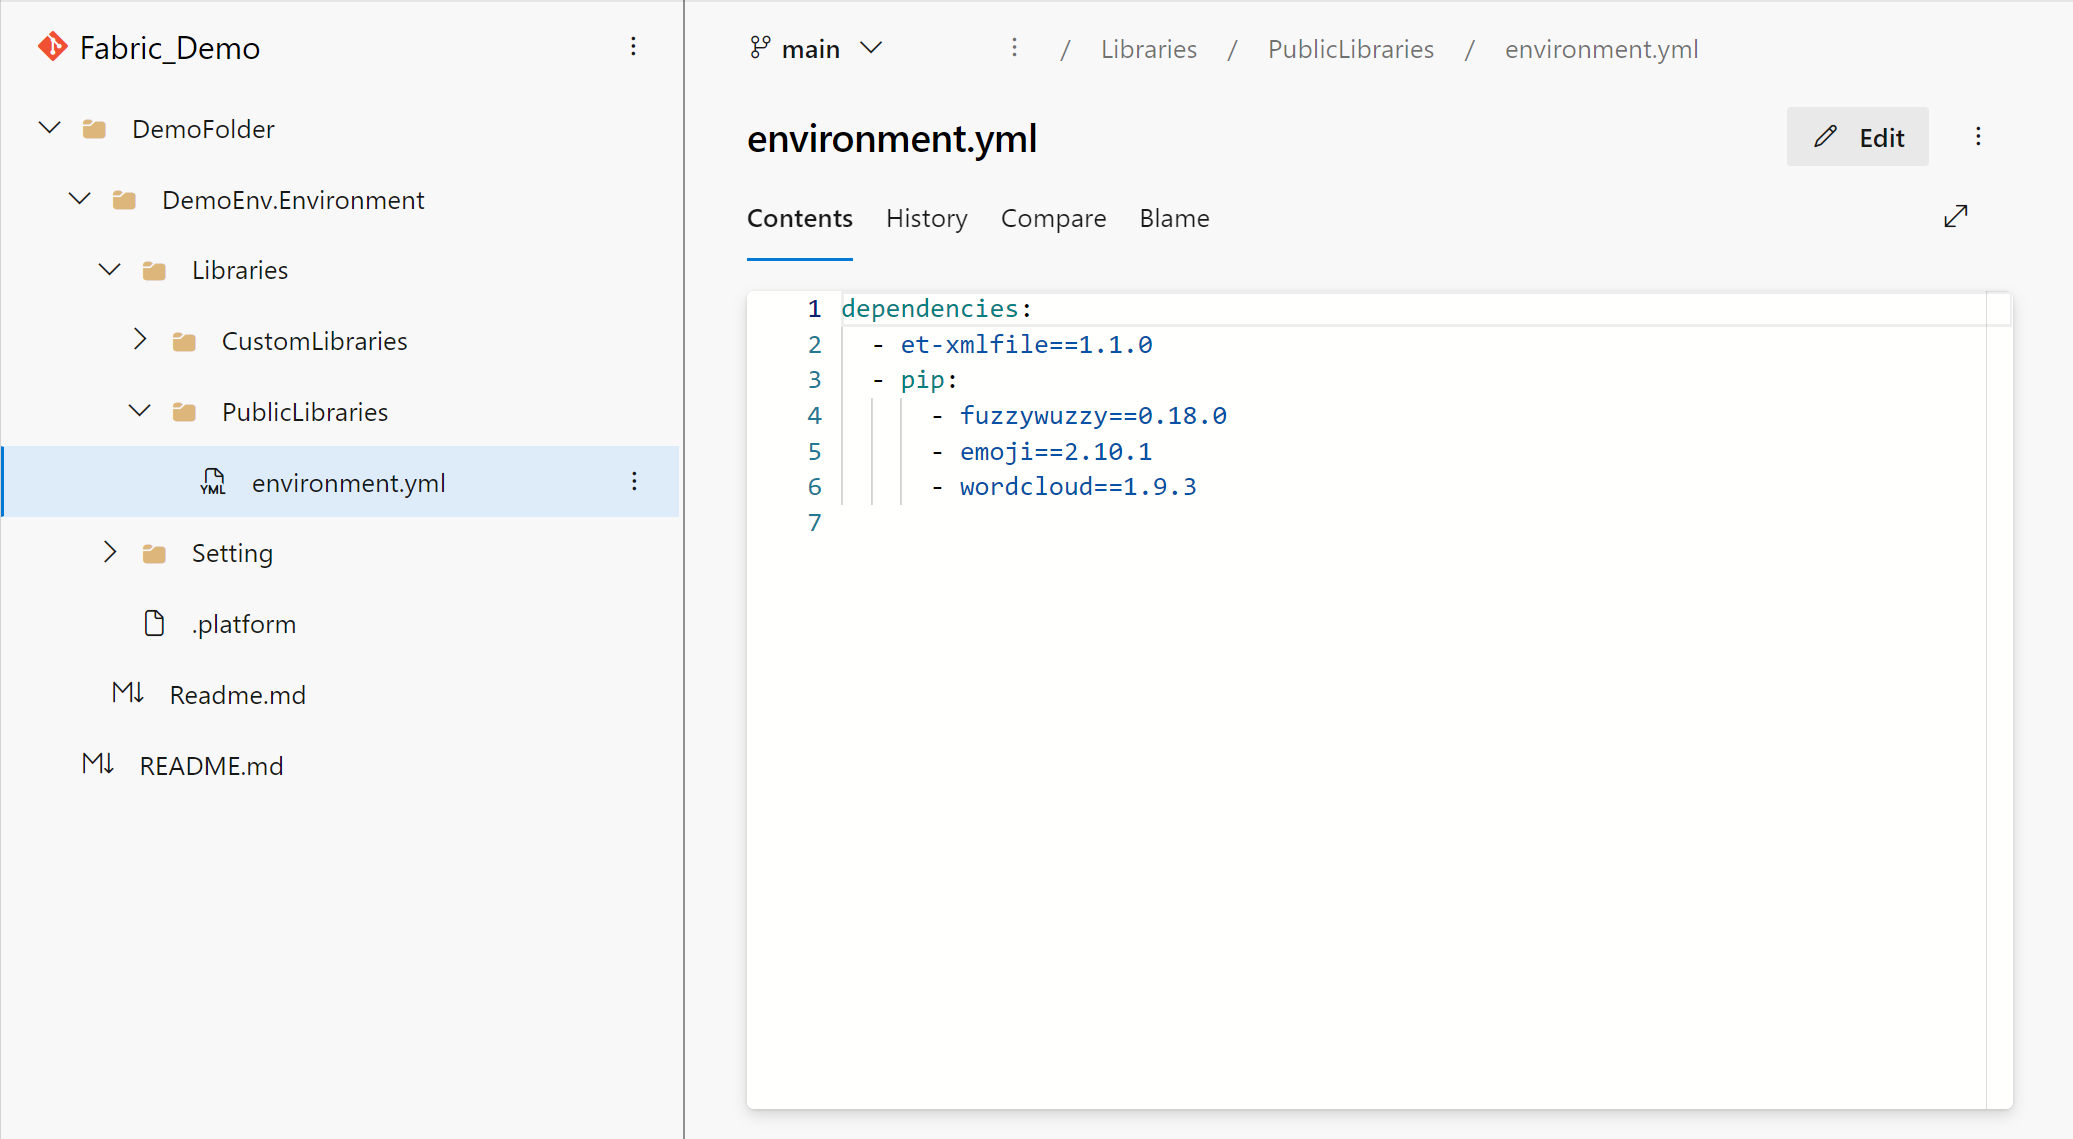 Fabric_Demo
DemoFolder
DemoEnv.Environment
Libraries
CustomLibraries
PublicLibraries
YML environment.yml
Setting
.platform
M↓ Readme.md
M↓ README.md
main / Libraries / PublicLibraries / environment.yml
environment.yml
Edit
Contents History Compare Blame
1 dependencies:
2 - et-xmlfile==1.1.0
3 - pip:
4 - fuzzywuzzy==0.18.0
5 - emoji==2.10.1
6 - wordcloud==1.9.3
7